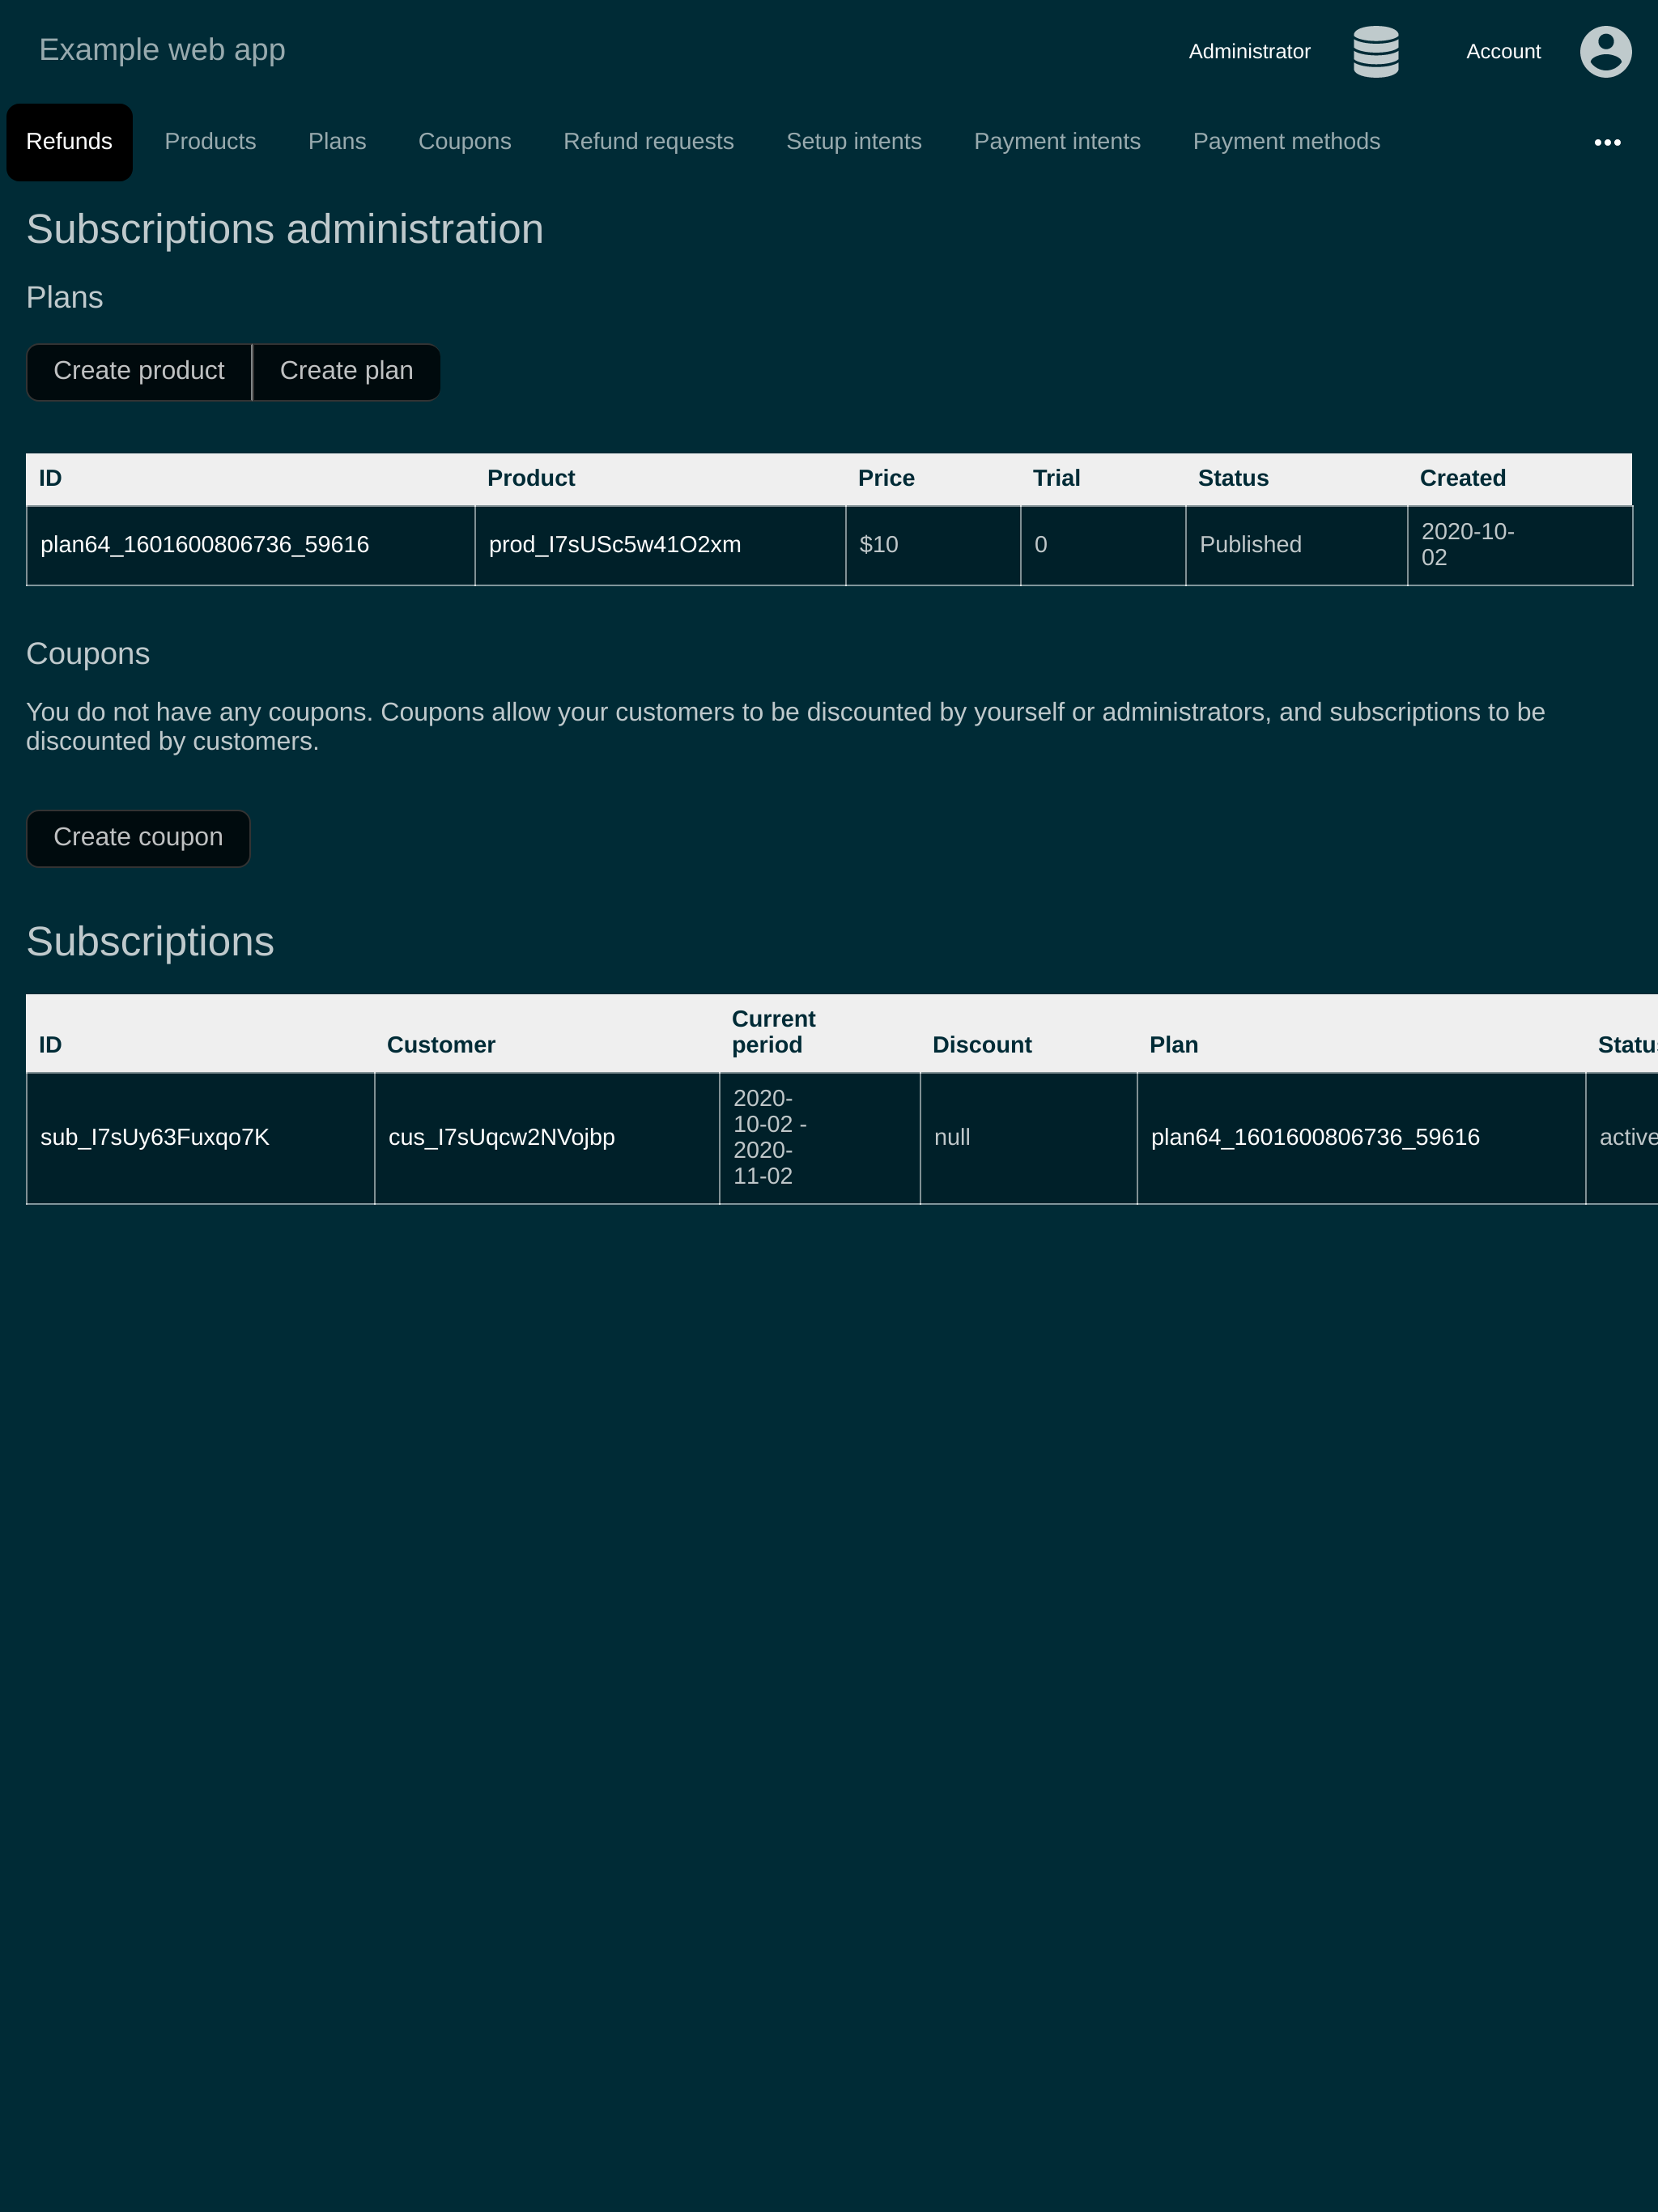 Example web app
Administrator
Account
Refunds Products Plans Coupons Refund requests Setup intents Payment intents Payment methods
Subscriptions administration
Plans
Create product Create plan
ID Product Price Trial Status Created
plan64_1601600806736_59616 prod_I7sUSc5w41O2xm $10 0 Published 2020-10-
02
Coupons
You do not have any coupons. Coupons allow your customers to be discounted by yourself or administrators, and subscriptions to be
discounted by customers.
Create coupon
Subscriptions
ID Customer Current
period Discount Plan Statu
sub_I7sUy63Fuxqo7K cus_I7sUqcw2NVojbp 2020-
10-02 -
2020-
11-02 null plan64_1601600806736_59616 active